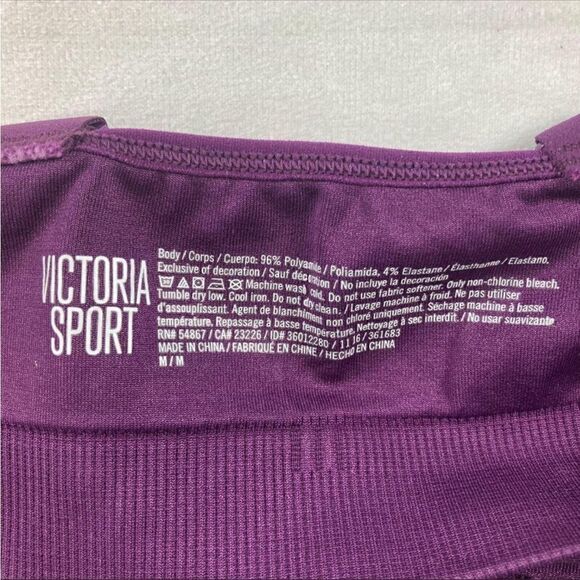 VICTORIA
SPORT
Body / Corps / Cuerpo: 96% Polyamide / Poliamida, 4% Elastane / Élasthanne / Elastano.
Exclusive of decoration / Sauf décoration / No incluye la decoración
Machine wash cold. Do not use fabric softener. Only non-chlorine bleach.
Tumble dry low. Cool iron. Do not dry clean. / Lavage machine à froid. Ne pas utiliser
d'assouplissant. Agent de blanchiment non chloré uniquement. Séchage machine à basse
température. Repassage à basse température. Nettoyage à sec interdit. / No usar suavizante
RN# 54867 / CA# 23226 / ID# 36012280 / 11 16 / 361683
MADE IN CHINA / FABRIQUÉ EN CHINE / HECHO EN CHINA
M / M